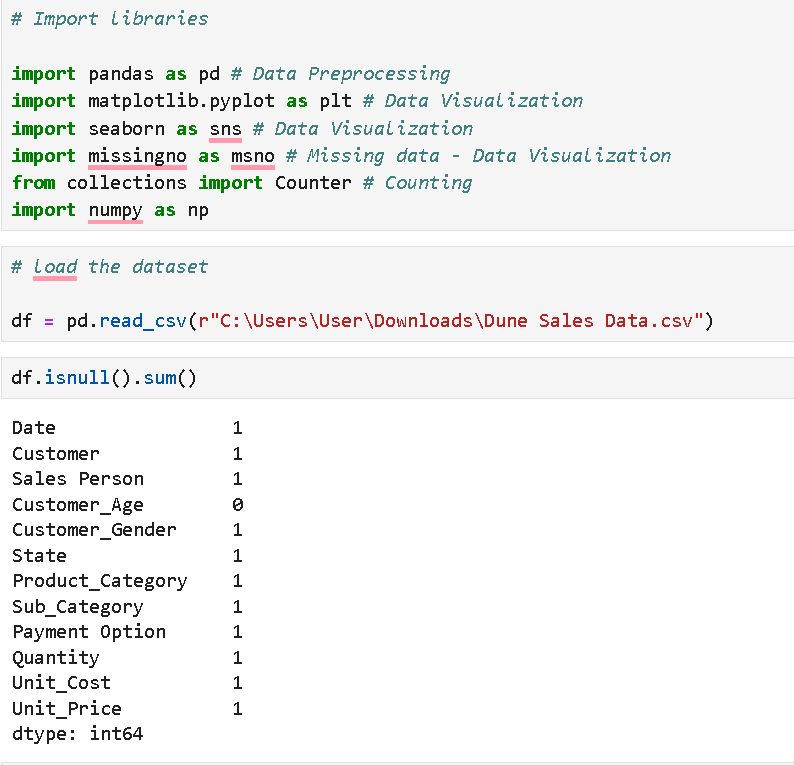 # Import libraries
import pandas as pd # Data Preprocessing
import matplotlib.pyplot as plt # Data Visualization
import seaborn as sns # Data Visualization
import missingno as msno # Missing data - Data Visualization
from collections import Counter # Counting
import numpy as np
# load the dataset
df = pd.read_csv(r"C:\Users\User\Downloads\Dune Sales Data.csv")
df.isnull().sum()
Date 1
Customer 1
Sales Person 1
Customer_Age 0
Customer_Gender 1
State 1
Product_Category 1
Sub_Category 1
Payment Option 1
Quantity 1
Unit_Cost 1
Unit_Price 1
dtype: int64